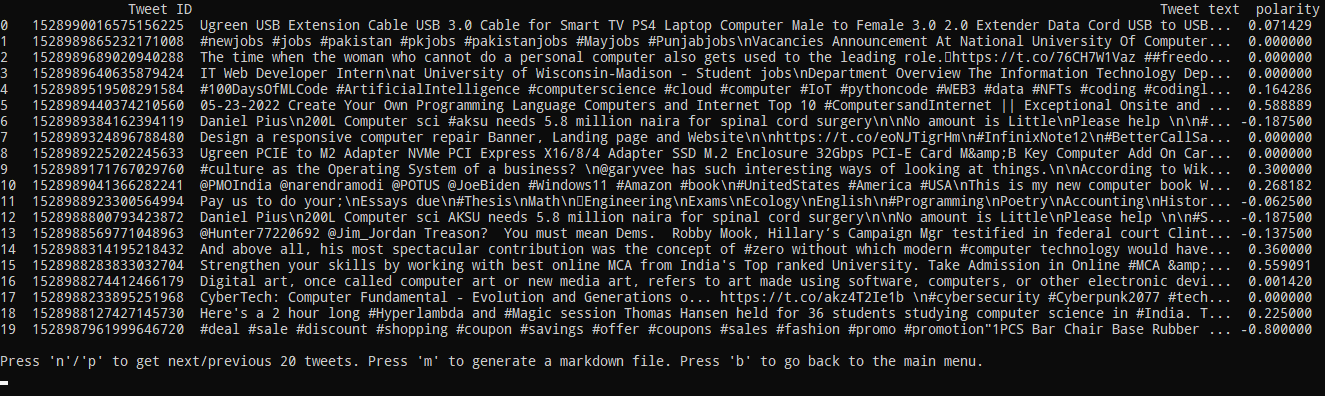 Tweet ID Tweet text polarity
0 1528990016575156225 Ugreen USB Extension Cable USB 3.0 Cable for Smart TV PS4 Laptop Computer Male to Female 3.0 2.0 Extender Data Cord USB to USB... 0.071429
1 1528989865232171008 #newjobs #jobs #pakistan #pkjobs #pakistanjobs #Mayjobs #Punjabjobs\nVacancies Announcement At National University Of Computer... 0.000000
2 1528989689020940288 The time when the woman who cannot do a personal computer also gets used to the leading role. https://t.co/76CH7W1Vaz ##freedo... 0.000000
3 1528989640635879424 IT Web Developer Intern\nat University of Wisconsin-Madison - Student jobs\nDepartment Overview The Information Technology Dep... 0.000000
4 1528989519508291584 #100DaysOfMLCode #ArtificialIntelligence #computerscience #cloud #computer #IoT #pythoncode #WEB3 #data #NFTs #coding #codingl... 0.164286
5 1528989440374210560 05-23-2022 Create Your Own Programming Language Computers and Internet Top 10 #ComputersandInternet || Exceptional Onsite and ... 0.588889
6 1528989384162394119 Daniel Pius\n200L Computer sci #aksu needs 5.8 million naira for spinal cord surgery\n\nNo amount is Little\nPlease help \n\n#... -0.187500
7 1528989324896788480 Design a responsive computer repair Banner, Landing page and Website\n\nhttps://t.co/eoNJTigrHm\n#InfinixNote12\n#BetterCallSa... 0.000000
8 1528989225202245633 Ugreen PCIE to M2 Adapter NVMe PCI Express X16/8/4 Adapter SSD M.2 Enclosure 32Gbps PCI-E Card M&amp;B Key Computer Add On Car... 0.000000
9 1528989171767029760 #culture as the Operating System of a business? \n@garyvee has such interesting ways of looking at things.\n\nAccording to Wik... 0.300000
10 1528989041366282241 @PMOIndia @narendramodi @POTUS @JoeBiden #Windows11 #Amazon #book\n#UnitedStates #America #USA\nThis is my new computer book W... 0.268182
11 1528988923300564994 Pay us to do your;\nEssays due\n#Thesis\nMath\n Engineering\nExams\nEcology\nEnglish\n#Programming\nPoetry\nAccounting\nHistor... -0.062500
12 1528988800793423872 Daniel Pius\n200L Computer sci AKSU needs 5.8 million naira for spinal cord surgery\n\nNo amount is Little\nPlease help \n\n#S... -0.187500
13 1528988569771048963 @Hunter77220692 @Jim_Jordan Treason?  You must mean Dems.  Robby Mook, Hillary’s Campaign Mgr testified in federal court Clint... -0.137500
14 1528988314195218432 And above all, his most spectacular contribution was the concept of #zero without which modern #computer technology would have... 0.360000
15 1528988283833032704 Strengthen your skills by working with best online MCA from India's Top ranked University. Take Admission in Online #MCA &amp;... 0.559091
16 1528988274412466179 Digital art, once called computer art or new media art, refers to art made using software, computers, or other electronic devi... 0.001420
17 1528988233895251968 CyberTech: Computer Fundamental - Evolution and Generations o... https://t.co/akz4T2Ie1b \n#cybersecurity #Cyberpunk2077 #tech... 0.000000
18 1528988127427145730 Here's a 2 hour long #Hyperlambda and #Magic session Thomas Hansen held for 36 students studying computer science in #India. T... 0.225000
19 1528987961999646720 #deal #sale #discount #shopping #coupon #savings #offer #coupons #sales #fashion #promo #promotion"1PCS Bar Chair Base Rubber ... -0.800000
Press 'n'/'p' to get next/previous 20 tweets. Press 'm' to generate a markdown file. Press 'b' to go back to the main menu.